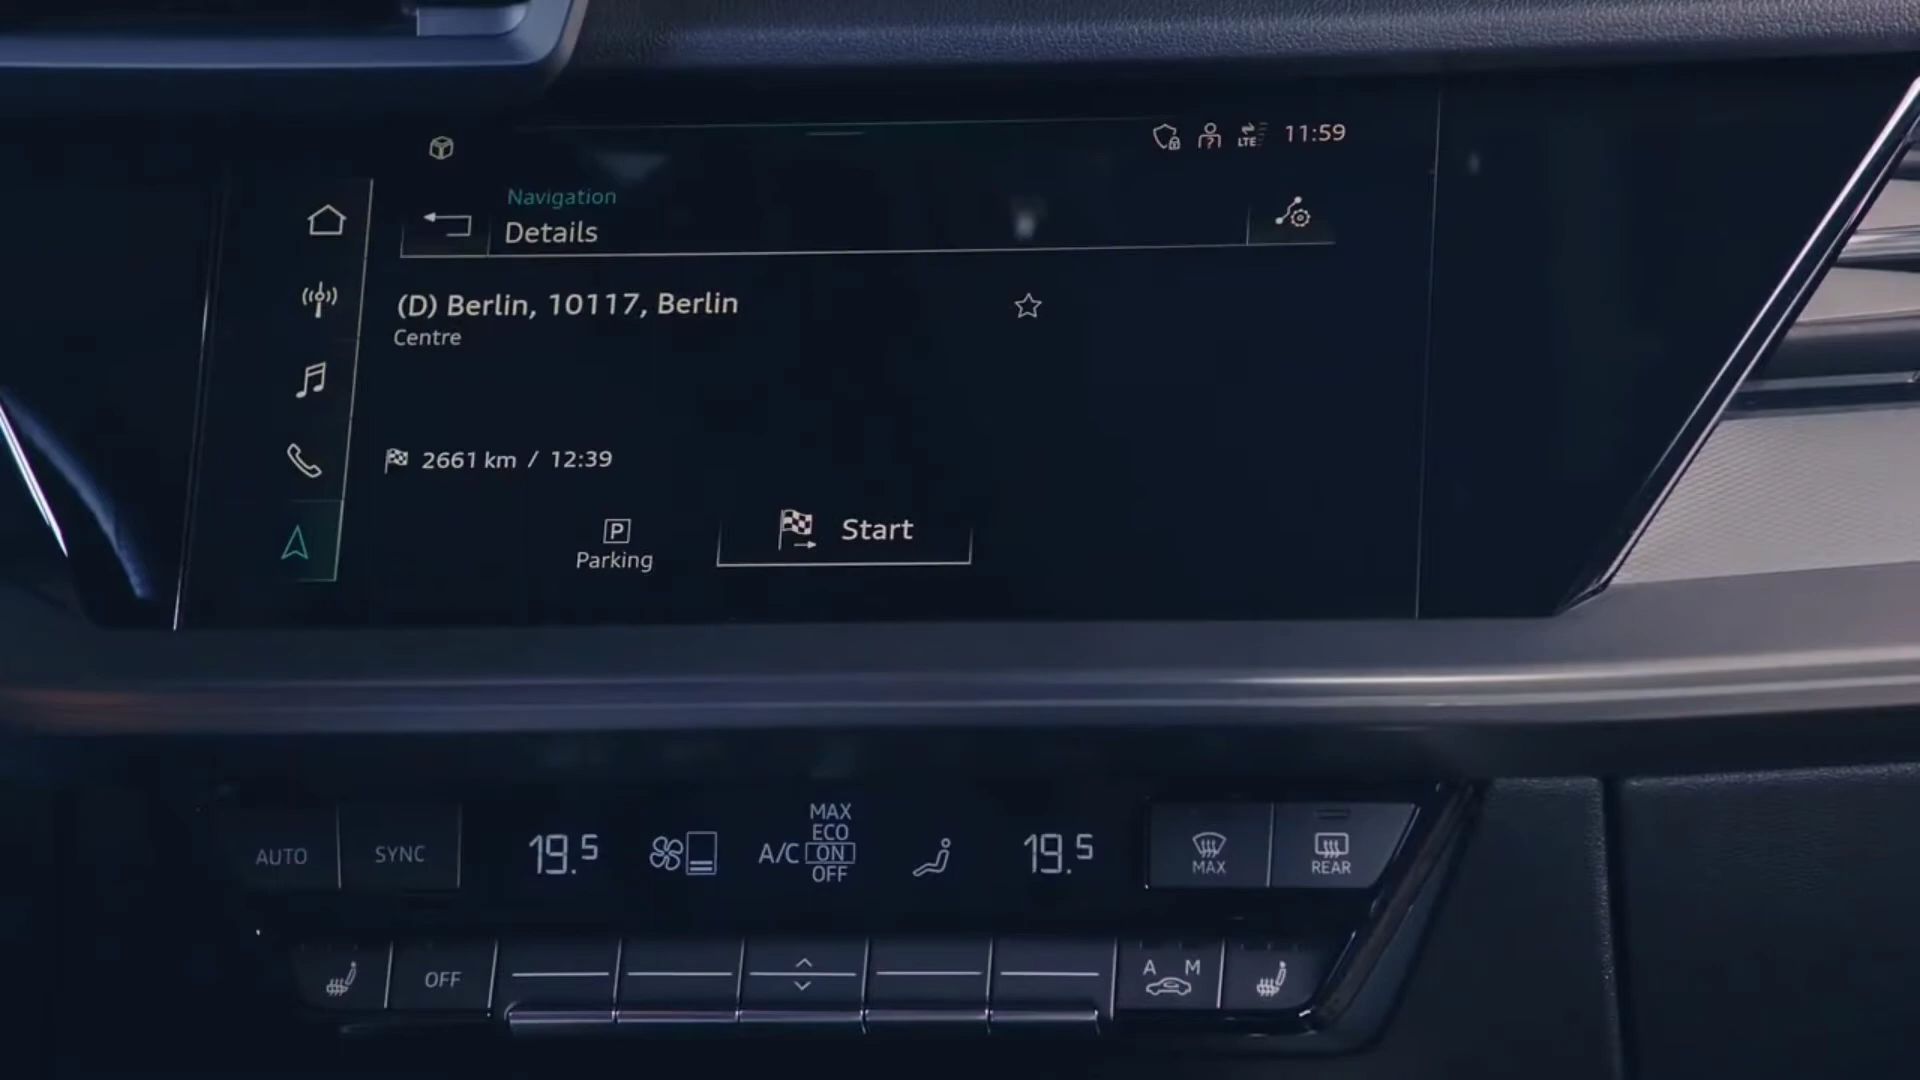 LTE 11:59
Navigation
Details
(D) Berlin, 10117, Berlin
Centre
2661 km / 12:39
P
Parking
Start
AUTO
SYNC
19.5
A/C
MAX
ECO
ON
OFF
19.5
MAX
REAR
OFF
A M